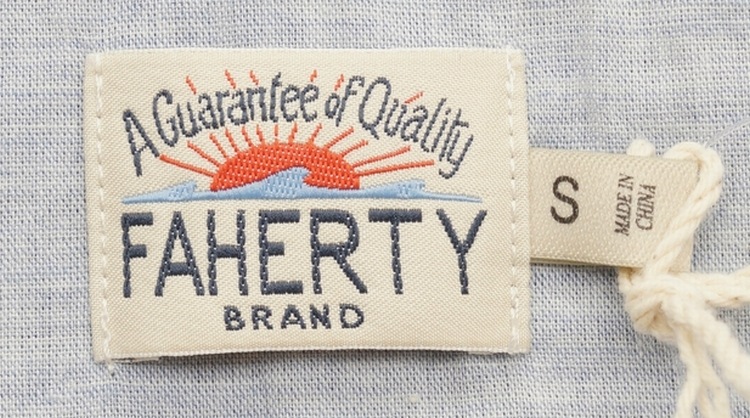 A Guarantee of Quality
FAHERTY
BRAND
S
MADE IN
CHINA